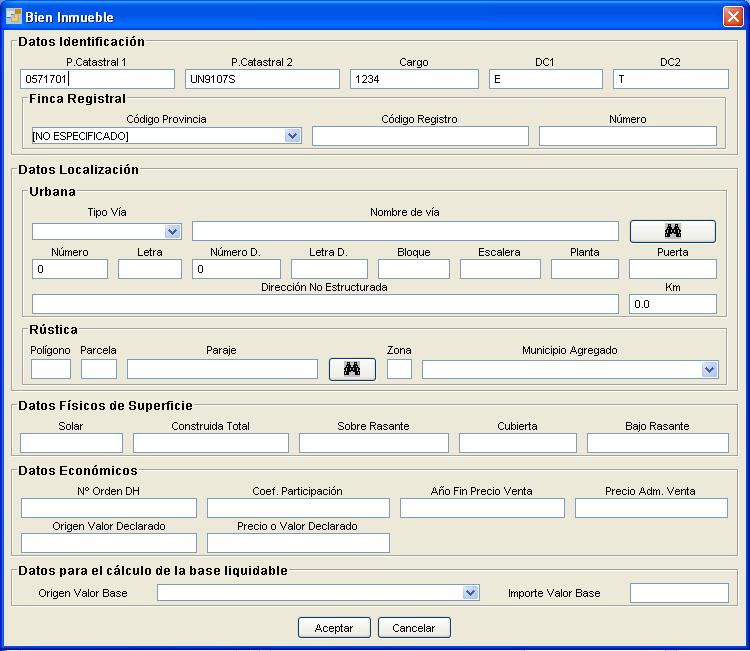 Bien Inmueble
Datos Identificación
P.Catastral 1 P.Catastral 2 Cargo DC1 DC2
0571701 UN9107S 1234 E T
Finca Registral
Código Provincia Código Registro Número
[NO ESPECIFICADO]
Datos Localización
Urbana
Tipo Vía Nombre de vía
Número Letra Número D. Letra D. Bloque Escalera Planta Puerta
0 0
Dirección No Estructurada Km
0.0
Rústica
Polígono Parcela Paraje Zona Municipio Agregado
Datos Físicos de Superficie
Solar Construida Total Sobre Rasante Cubierta Bajo Rasante
Datos Económicos
Nº Orden DH Coef. Participación Año Fin Precio Venta Precio Adm. Venta
Origen Valor Declarado Precio o Valor Declarado
Datos para el cálculo de la base liquidable
Origen Valor Base Importe Valor Base
Aceptar Cancelar